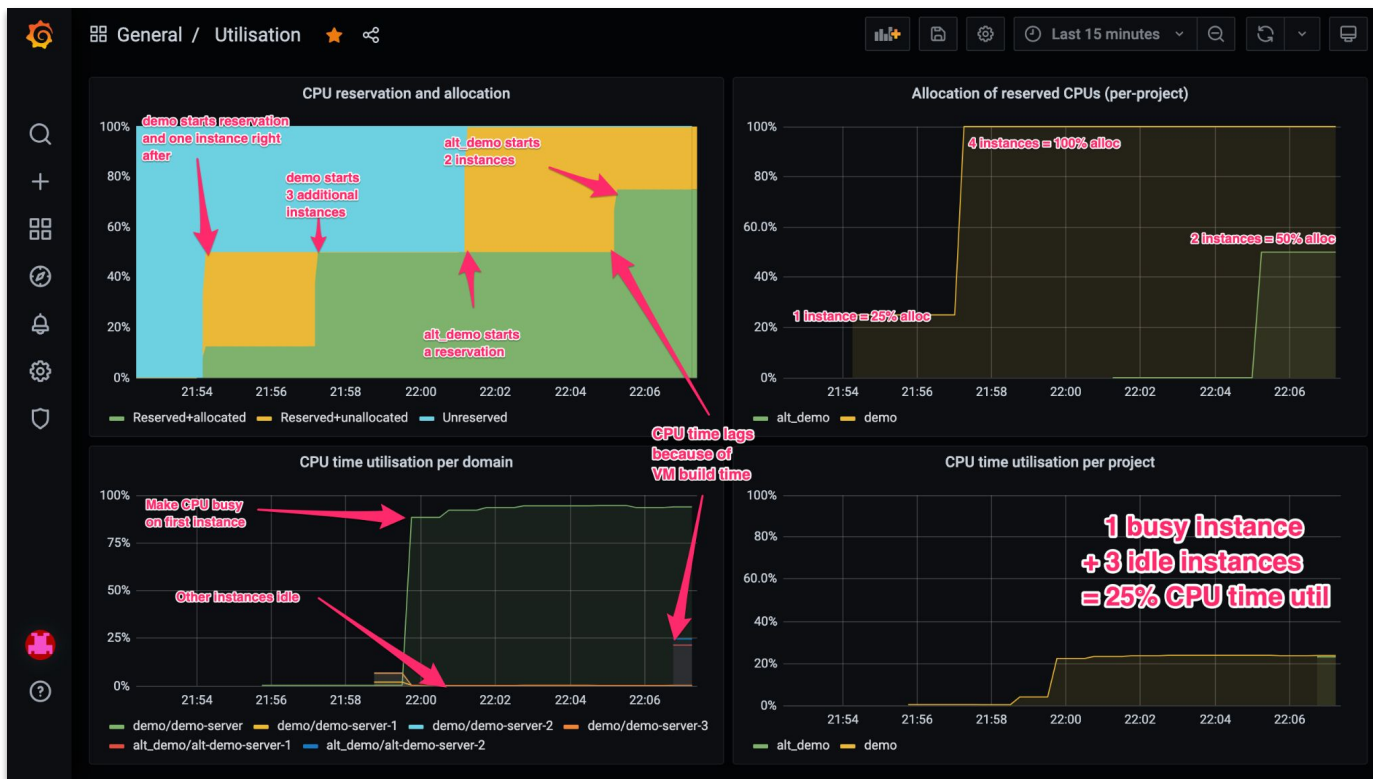 General / Utilisation
Last 15 minutes
CPU reservation and allocation
100%
80%
60%
40%
20%
0%
demo starts reservation
and one instance right
after
demo starts
3 additional
instances
alt_demo starts
2 instances
alt_demo starts
a reservation
21:54 21:56 21:58 22:00 22:02 22:04 22:06
Reserved+allocated Reserved+unallocated Unreserved
Allocation of reserved CPUs (per-project)
100%
80%
60.0%
40%
20%
0%
4 instances = 100% alloc
2 instances = 50% alloc
1 instance = 25% alloc
21:54 21:56 21:58 22:00 22:02 22:04 22:06
alt_demo demo
CPU time lags
because of
VM build time
CPU time utilisation per domain
100%
75%
50%
25%
0%
Make CPU busy
on first instance
Other instances idle
21:54 21:56 21:58 22:00 22:02 22:04 22:06
demo/demo-server demo/demo-server-1 demo/demo-server-2 demo/demo-server-3
alt_demo/alt-demo-server-1 alt_demo/alt-demo-server-2
CPU time utilisation per project
100%
80%
60.0%
40%
20%
0%
1 busy instance
+ 3 idle instances
= 25% CPU time util
21:54 21:56 21:58 22:00 22:02 22:04 22:06
alt_demo demo